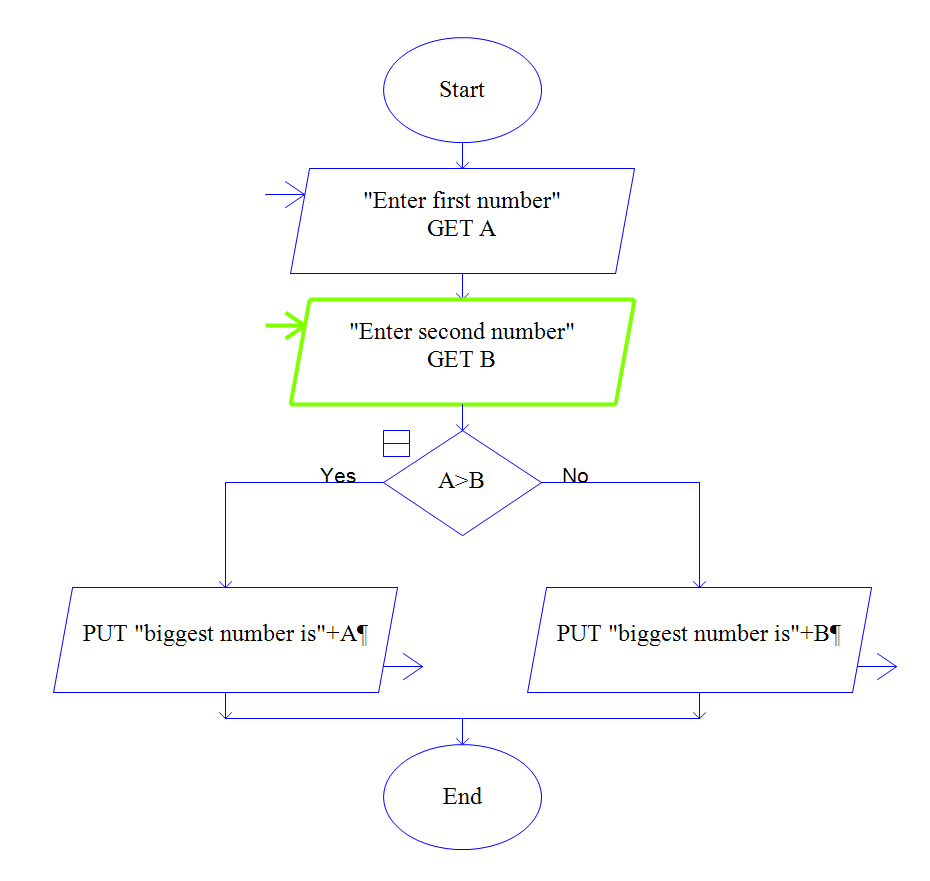 Start
"Enter first number"
GET A
"Enter second number"
GET B
Yes
A>B
No
PUT "biggest number is"+A¶
PUT "biggest number is"+B¶
End